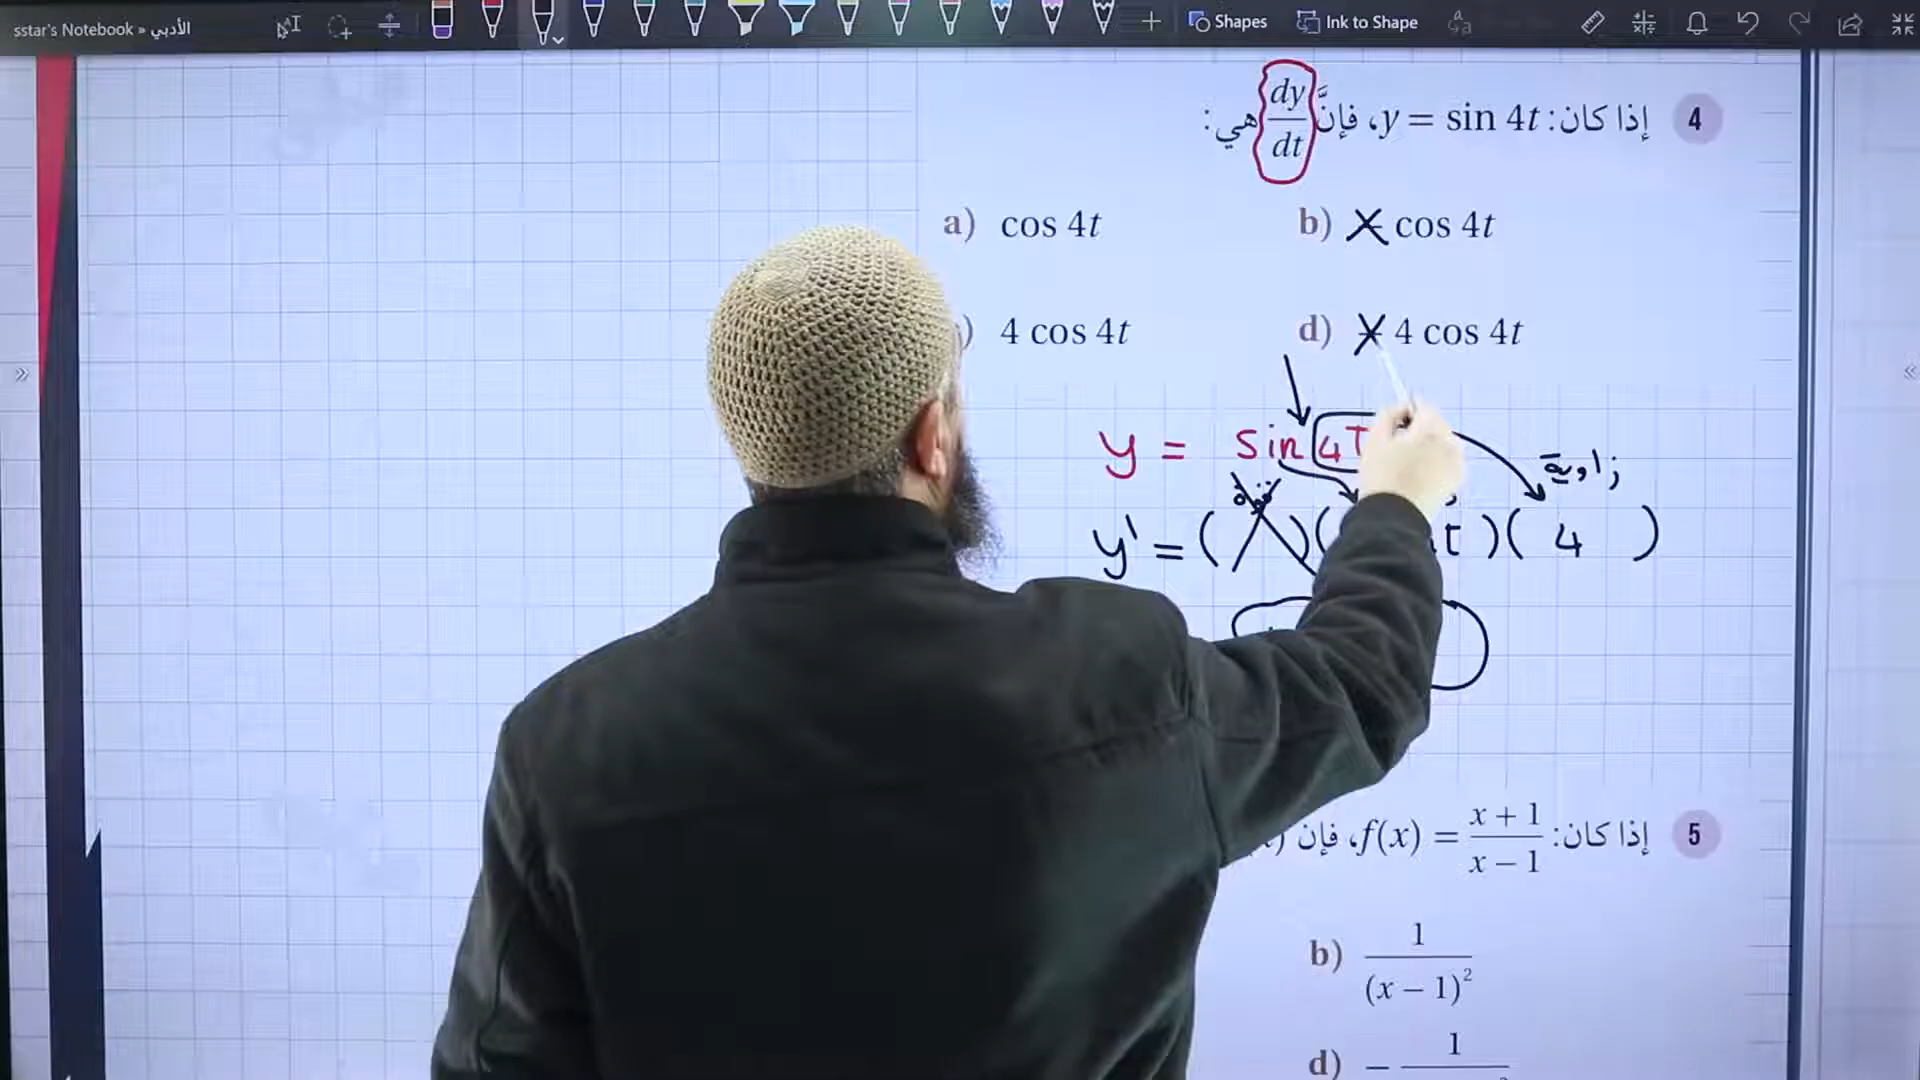 sstar's Notebook » الأدبي
Shapes
Ink to Shape
4 إذا كان: y = sin 4t، فإنَّ dy/dt هي:
a) cos 4t
b) cos 4t
) 4 cos 4t
d) 4 cos 4t
y = sin 4T
زاوية
قوة
y' = ( )( t )( 4 )
5 إذا كان: f(x) = (x + 1)/(x − 1)، فإن
b) 1/(x − 1)²
d) − 1